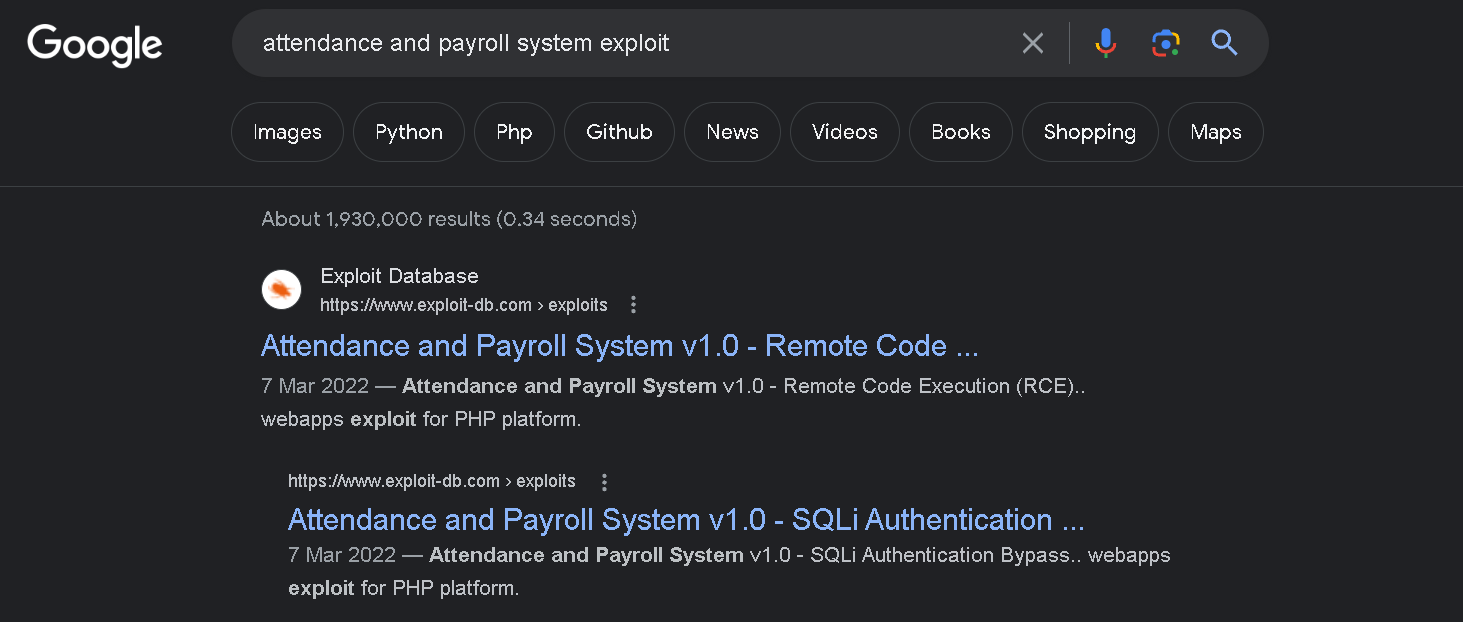 Google
attendance and payroll system exploit
Images
Python
Php
Github
News
Videos
Books
Shopping
Maps
About 1,930,000 results (0.34 seconds)
Exploit Database
https://www.exploit-db.com › exploits
Attendance and Payroll System v1.0 - Remote Code ...
7 Mar 2022 — Attendance and Payroll System v1.0 - Remote Code Execution (RCE)..
webapps exploit for PHP platform.
https://www.exploit-db.com › exploits
Attendance and Payroll System v1.0 - SQLi Authentication ...
7 Mar 2022 — Attendance and Payroll System v1.0 - SQLi Authentication Bypass.. webapps
exploit for PHP platform.